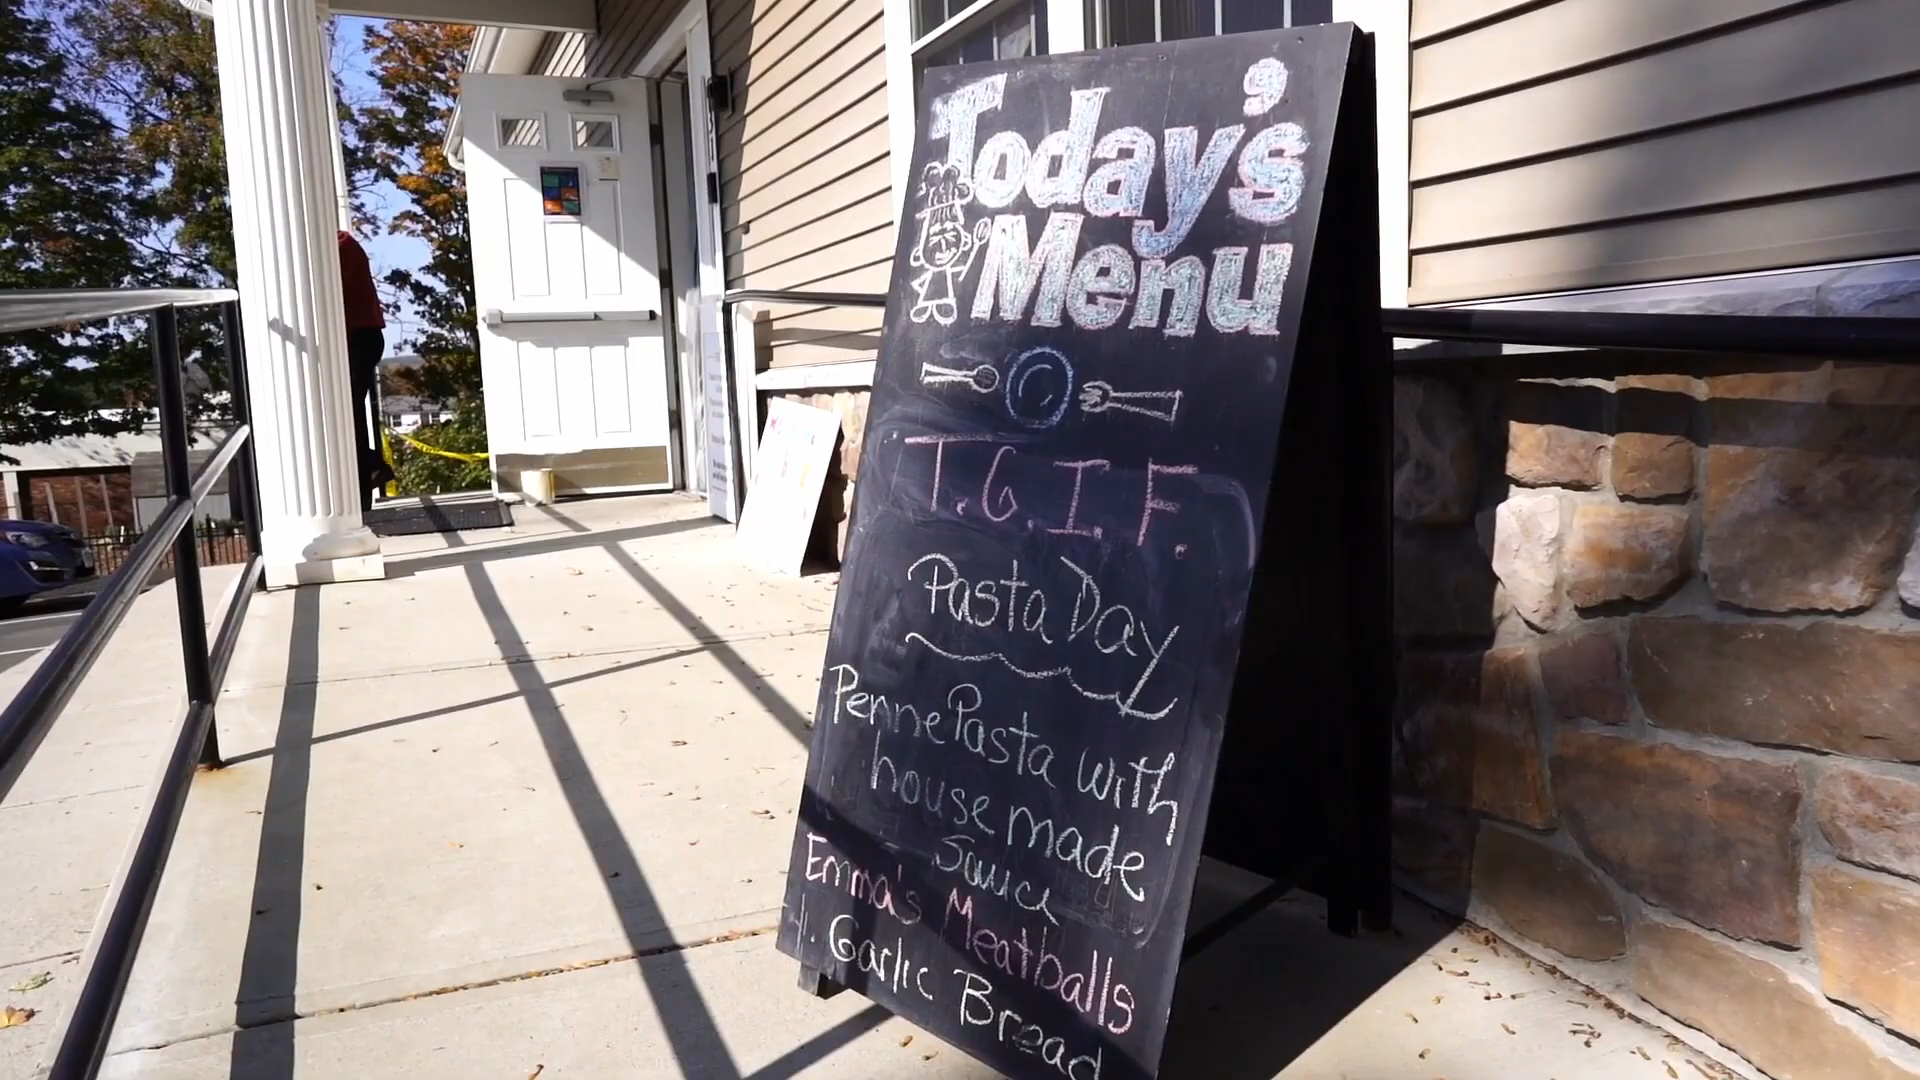 Today's
Menu
T.G.I.F.
Pasta Day
Penne Pasta with
house made
Sauce
Emma's Meatballs
Garlic Bread